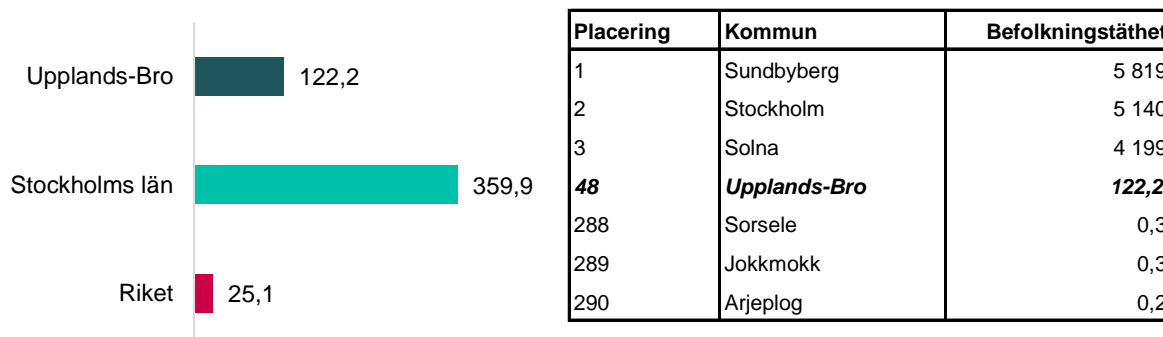 Upplands-Bro 122,2
Stockholms län 359,9
Riket 25,1
Placering Kommun Befolkningstäthet
1 Sundbyberg 5 819
2 Stockholm 5 140
3 Solna 4 199
48 Upplands-Bro 122,2
288 Sorsele 0,3
289 Jokkmokk 0,3
290 Arjeplog 0,2